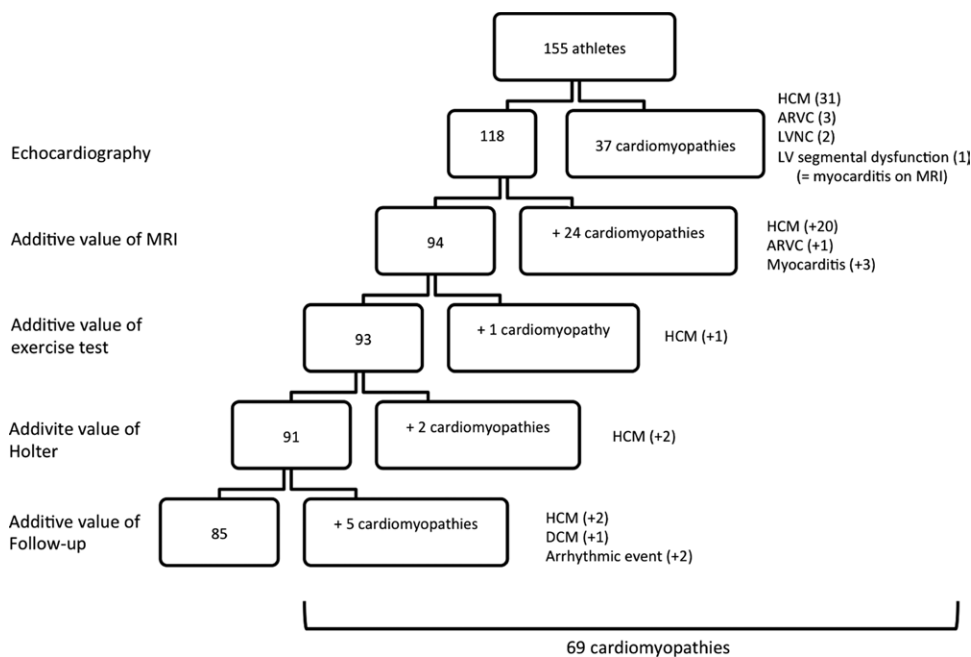 155 athletes
Echocardiography
118
37 cardiomyopathies
HCM (31)
ARVC (3)
LVNC (2)
LV segmental dysfunction (1)
(= myocarditis on MRI)
Additive value of MRI
94
+ 24 cardiomyopathies
HCM (+20)
ARVC (+1)
Myocarditis (+3)
Additive value of
exercise test
93
+ 1 cardiomyopathy
HCM (+1)
Addivite value of
Holter
91
+ 2 cardiomyopathies
HCM (+2)
Additive value of
Follow-up
85
+ 5 cardiomyopathies
HCM (+2)
DCM (+1)
Arrhythmic event (+2)
69 cardiomyopathies